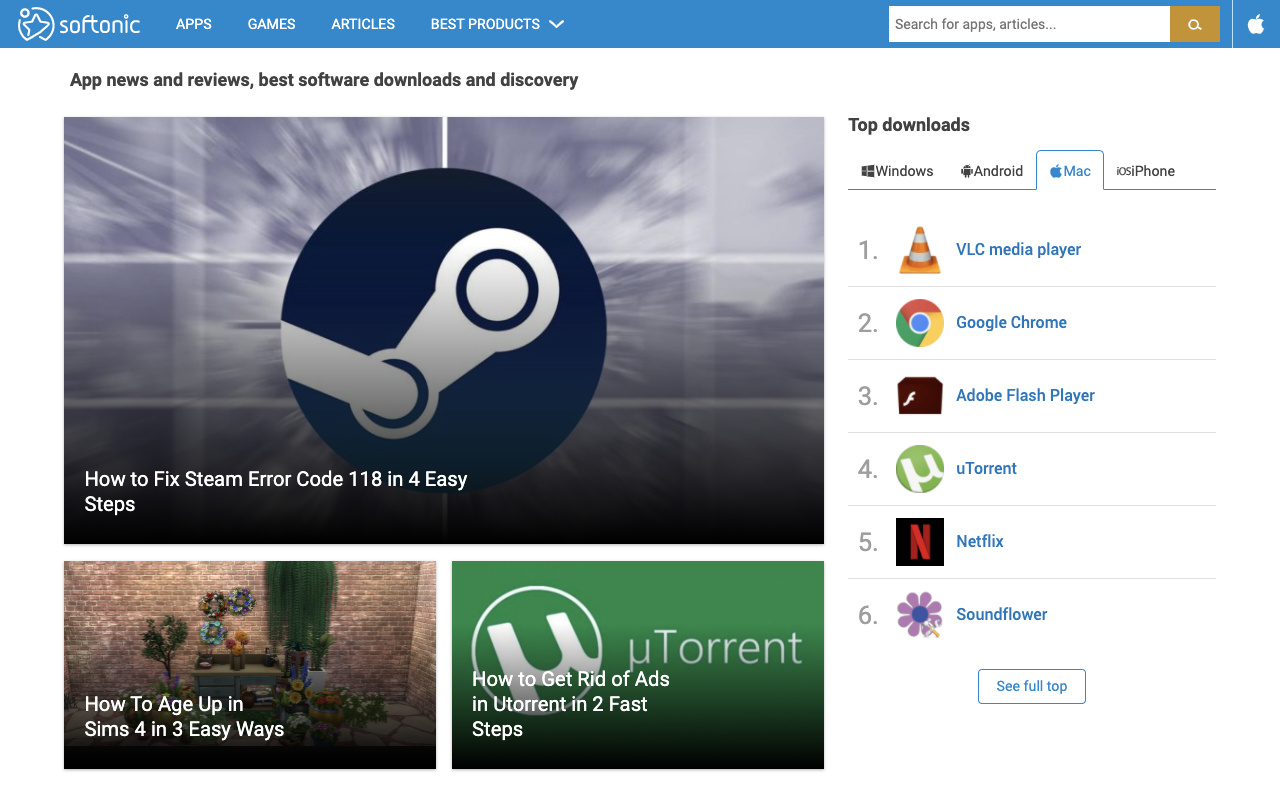 softonic
APPS
GAMES
ARTICLES
BEST PRODUCTS
Search for apps, articles...
App news and reviews, best software downloads and discovery
How to Fix Steam Error Code 118 in 4 Easy
Steps
How To Age Up in
Sims 4 in 3 Easy Ways
µTorrent
How to Get Rid of Ads
in Utorrent in 2 Fast
Steps
Top downloads
Windows
Android
Mac
iOS iPhone
1. VLC media player
2. Google Chrome
3. Adobe Flash Player
4. uTorrent
5. Netflix
6. Soundflower
See full top